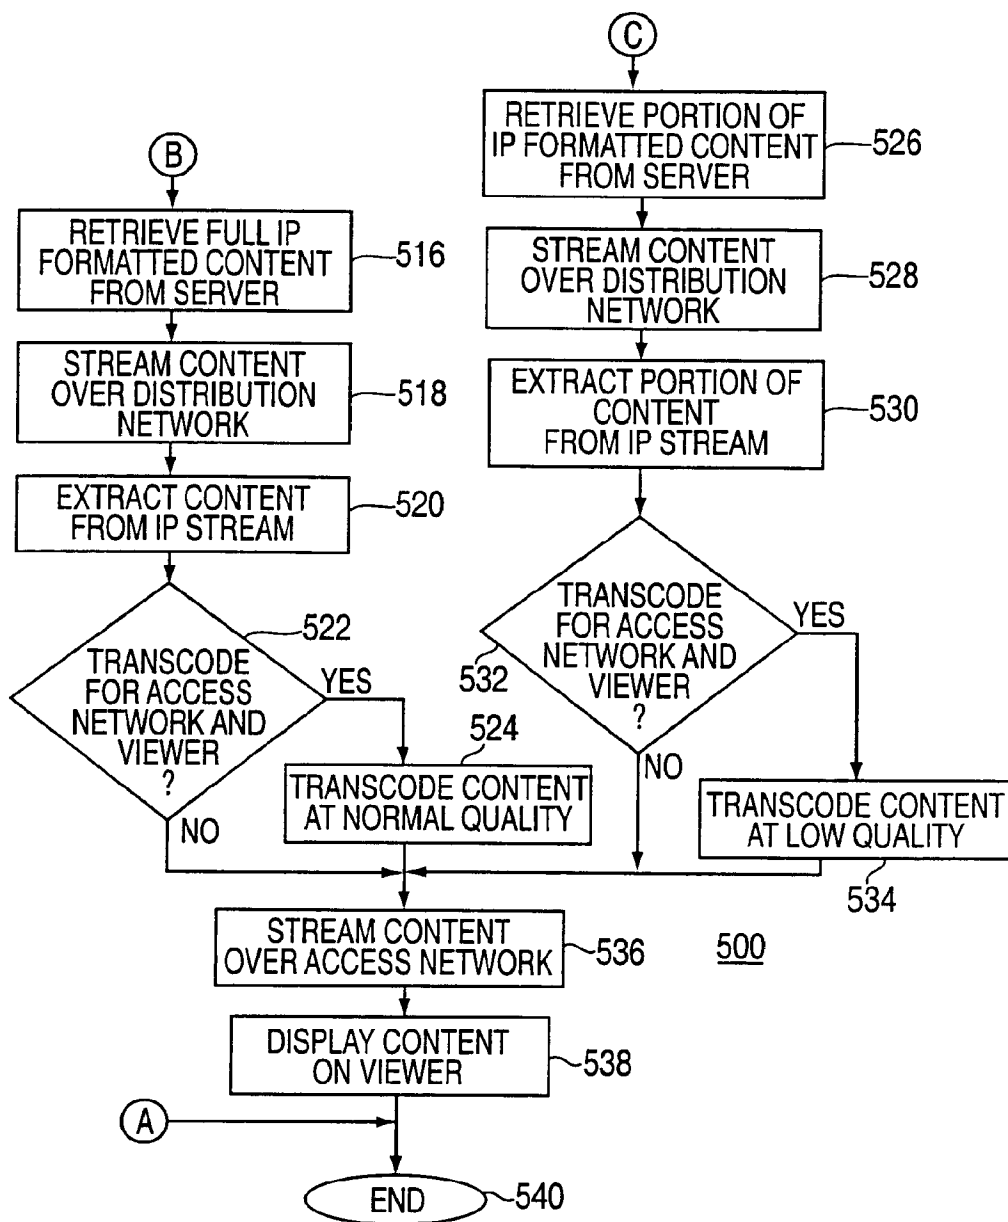 B
RETRIEVE FULL IP
FORMATTED CONTENT
FROM SERVER
516
STREAM CONTENT
OVER DISTRIBUTION
NETWORK
518
EXTRACT CONTENT
FROM IP STREAM
520
TRANSCODE
FOR ACCESS
NETWORK AND
VIEWER
?
522
YES
NO
524
TRANSCODE CONTENT
AT NORMAL QUALITY
C
RETRIEVE PORTION OF
IP FORMATTED CONTENT
FROM SERVER
526
STREAM CONTENT
OVER DISTRIBUTION
NETWORK
528
EXTRACT PORTION OF
CONTENT
FROM IP STREAM
530
TRANSCODE
FOR ACCESS
NETWORK AND
VIEWER
?
532
YES
NO
TRANSCODE CONTENT
AT LOW QUALITY
534
STREAM CONTENT
OVER ACCESS NETWORK
536
500
DISPLAY CONTENT
ON VIEWER
538
A
END
540